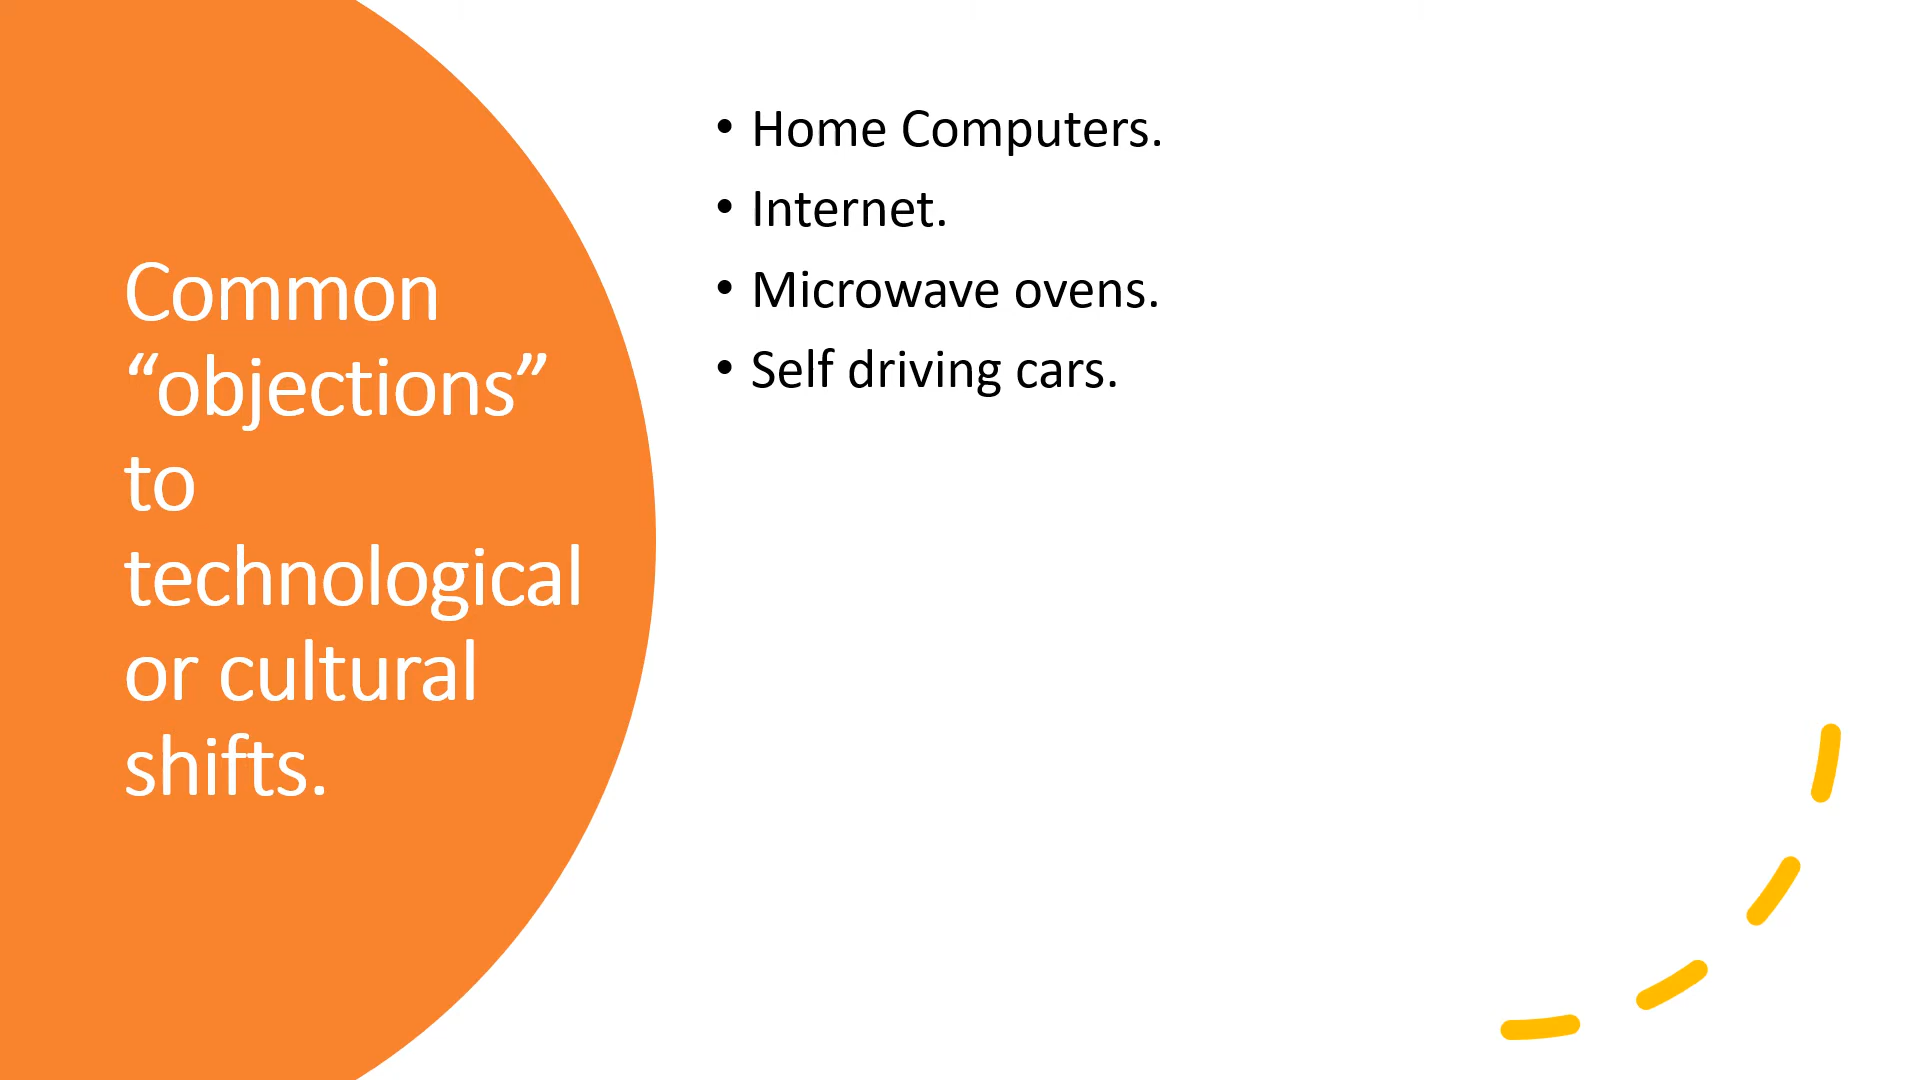 Common
“objections”
to
technological
or cultural
shifts.
• Home Computers.
• Internet.
• Microwave ovens.
• Self driving cars.